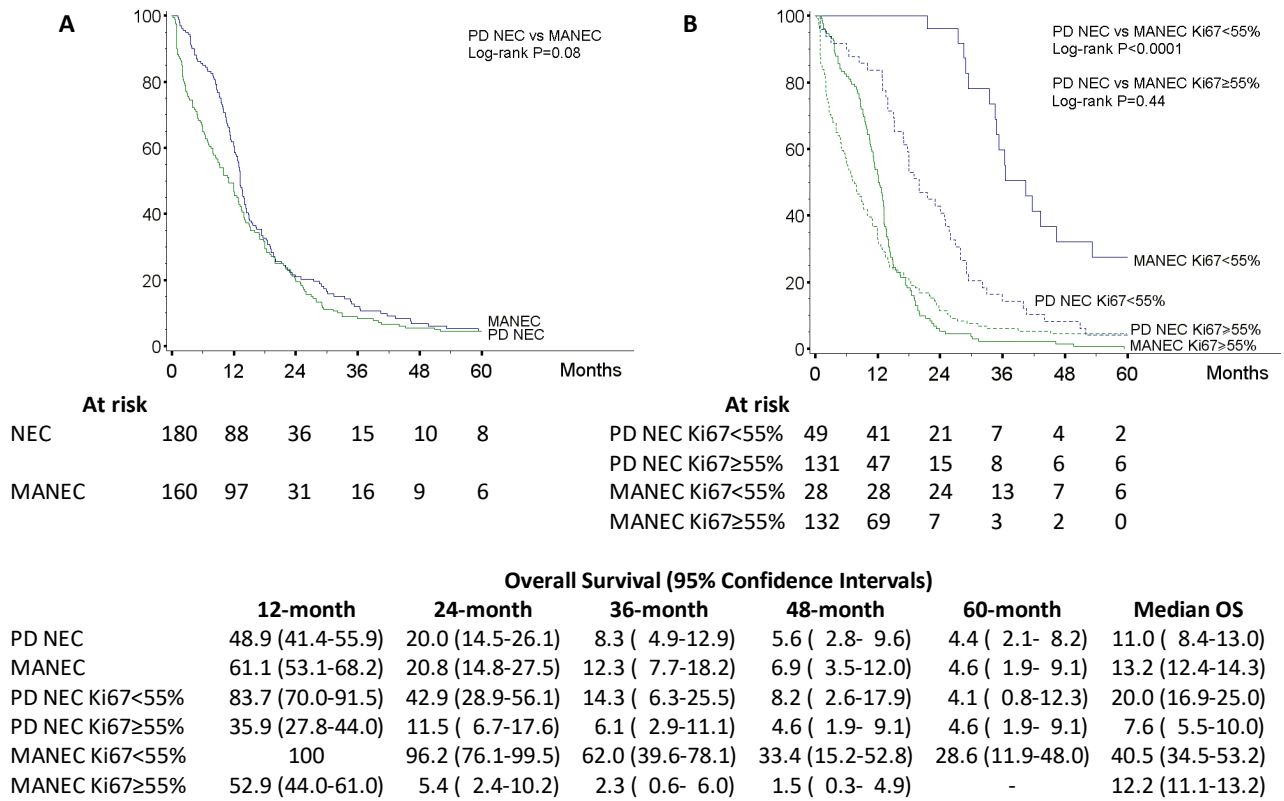 A
PD NEC vs MANEC
Log-rank P=0.08
100
80
60
40
20
0
MANEC
PD NEC
0 12 24 36 48 60 Months
B
PD NEC vs MANEC Ki67<55%
Log-rank P<0.0001
PD NEC vs MANEC Ki67≥55%
Log-rank P=0.44
100
80
60
40
20
0
MANEC Ki67<55%
PD NEC Ki67<55%
PD NEC Ki67≥55%
MANEC Ki67≥55%
0 12 24 36 48 60 Months
At risk
NEC 180 88 36 15 10 8
MANEC 160 97 31 16 9 6
At risk
PD NEC Ki67<55% 49 41 21 7 4 2
PD NEC Ki67≥55% 131 47 15 8 6 6
MANEC Ki67<55% 28 28 24 13 7 6
MANEC Ki67≥55% 132 69 7 3 2 0
Overall Survival (95% Confidence Intervals)
12-month 24-month 36-month 48-month 60-month Median OS
PD NEC 48.9 (41.4-55.9) 20.0 (14.5-26.1) 8.3 ( 4.9-12.9) 5.6 ( 2.8- 9.6) 4.4 ( 2.1- 8.2) 11.0 ( 8.4-13.0)
MANEC 61.1 (53.1-68.2) 20.8 (14.8-27.5) 12.3 ( 7.7-18.2) 6.9 ( 3.5-12.0) 4.6 ( 1.9- 9.1) 13.2 (12.4-14.3)
PD NEC Ki67<55% 83.7 (70.0-91.5) 42.9 (28.9-56.1) 14.3 ( 6.3-25.5) 8.2 ( 2.6-17.9) 4.1 ( 0.8-12.3) 20.0 (16.9-25.0)
PD NEC Ki67≥55% 35.9 (27.8-44.0) 11.5 ( 6.7-17.6) 6.1 ( 2.9-11.1) 4.6 ( 1.9- 9.1) 4.6 ( 1.9- 9.1) 7.6 ( 5.5-10.0)
MANEC Ki67<55% 100 96.2 (76.1-99.5) 62.0 (39.6-78.1) 33.4 (15.2-52.8) 28.6 (11.9-48.0) 40.5 (34.5-53.2)
MANEC Ki67≥55% 52.9 (44.0-61.0) 5.4 ( 2.4-10.2) 2.3 ( 0.6- 6.0) 1.5 ( 0.3- 4.9) - 12.2 (11.1-13.2)